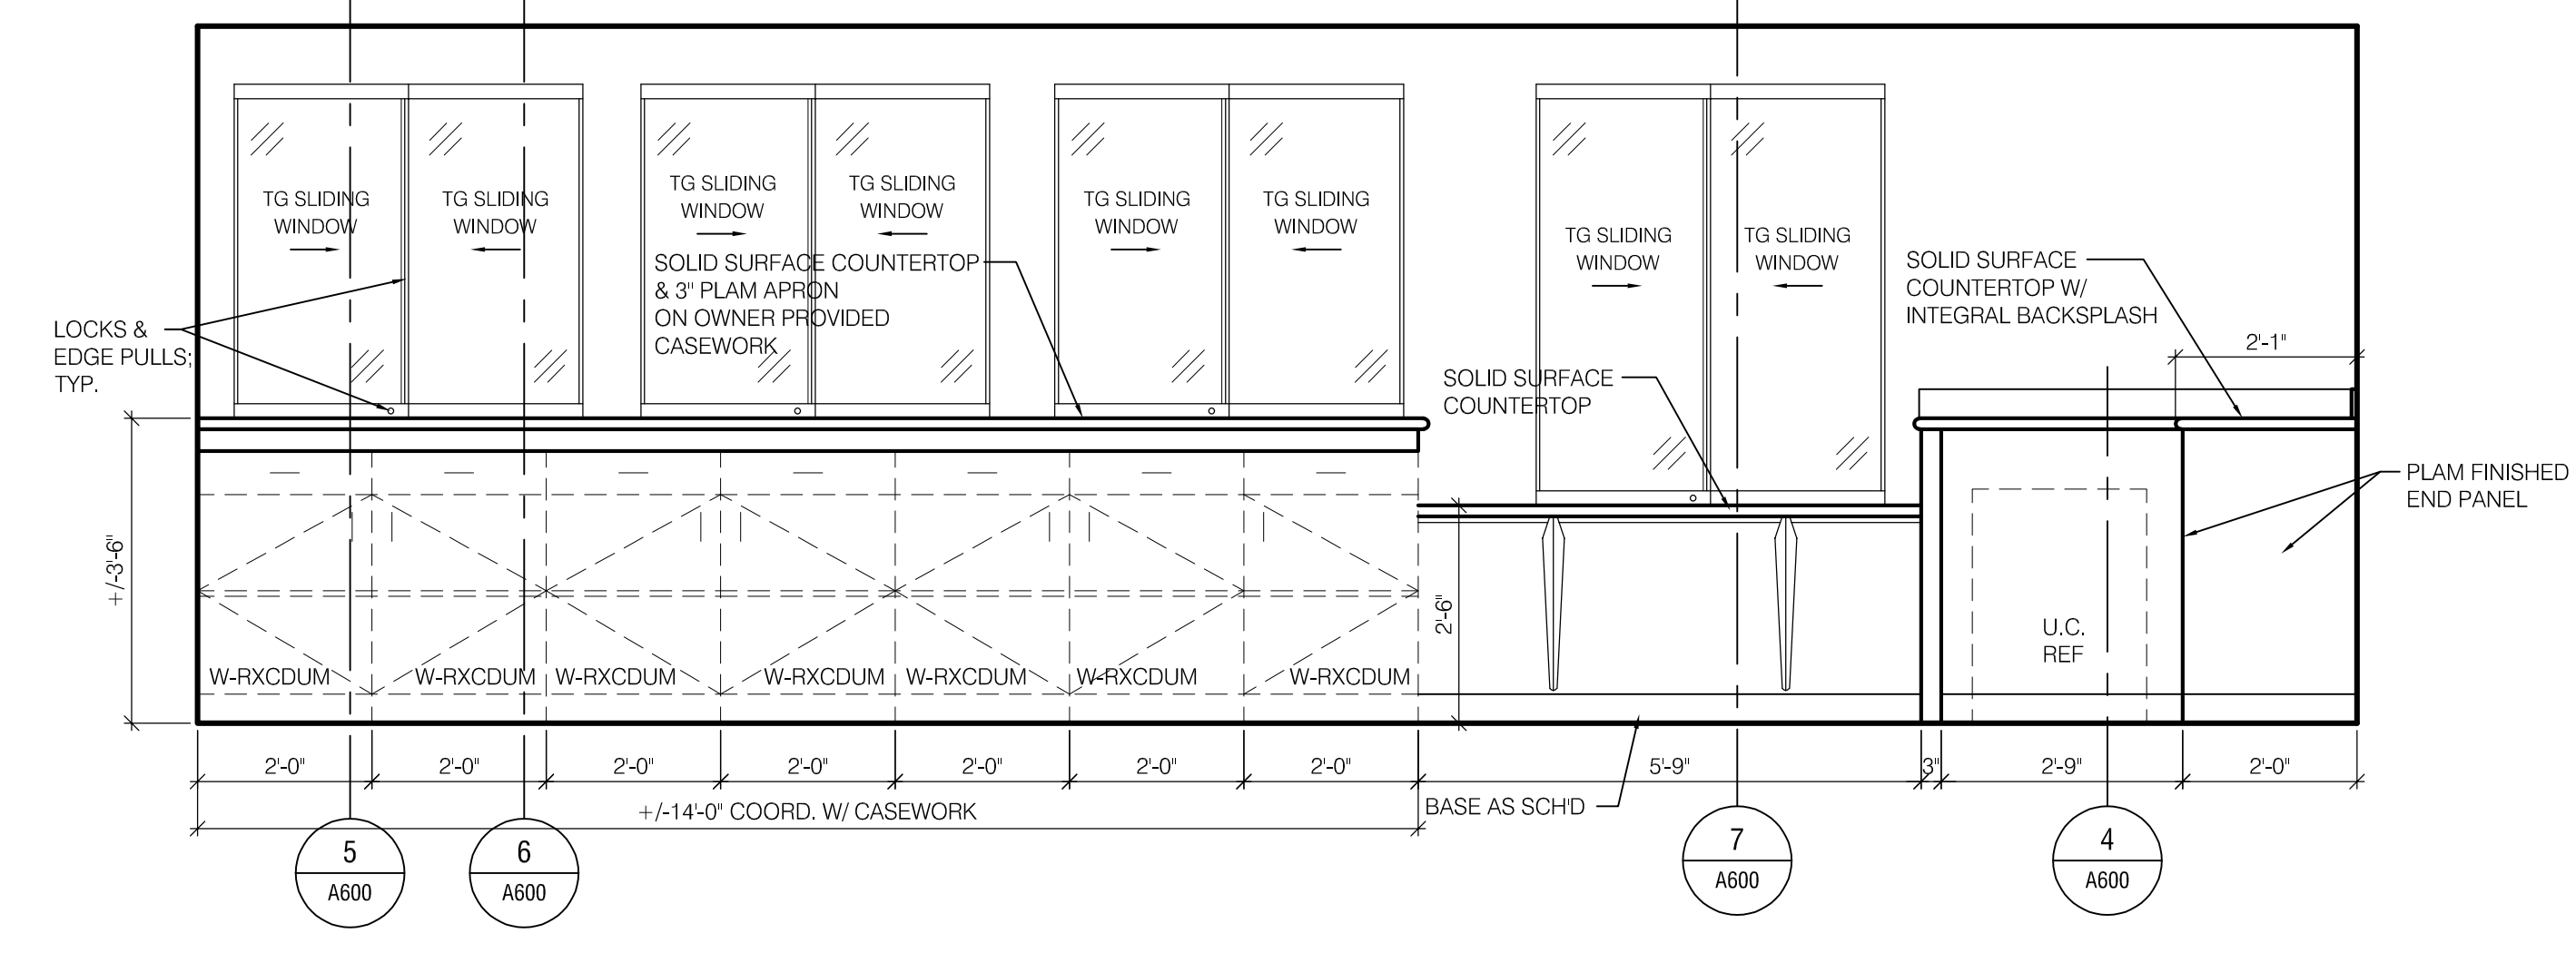 TG SLIDING
WINDOW
TG SLIDING
WINDOW
TG SLIDING
WINDOW
TG SLIDING
WINDOW
TG SLIDING
WINDOW
TG SLIDING
WINDOW
TG SLIDING
WINDOW
TG SLIDING
WINDOW
SOLID SURFACE COUNTERTOP
& 3" PLAM APRON
ON OWNER PROVIDED
CASEWORK
SOLID SURFACE
COUNTERTOP W/
INTEGRAL BACKSPLASH
LOCKS &
EDGE PULLS;
TYP.
2'-1"
SOLID SURFACE
COUNTERTOP
PLAM FINISHED
END PANEL
+/-3'-6"
2'-6"
U.C.
REF
W-RXCDUM
W-RXCDUM
W-RXCDUM
W-RXCDUM
W-RXCDUM
W-RXCDUM
W-RXCDUM
2'-0"
2'-0"
2'-0"
2'-0"
2'-0"
2'-0"
2'-0"
5'-9"
3"
2'-9"
2'-0"
+/-14'-0" COORD. W/ CASEWORK
BASE AS SCH'D
5
A600
6
A600
7
A600
4
A600